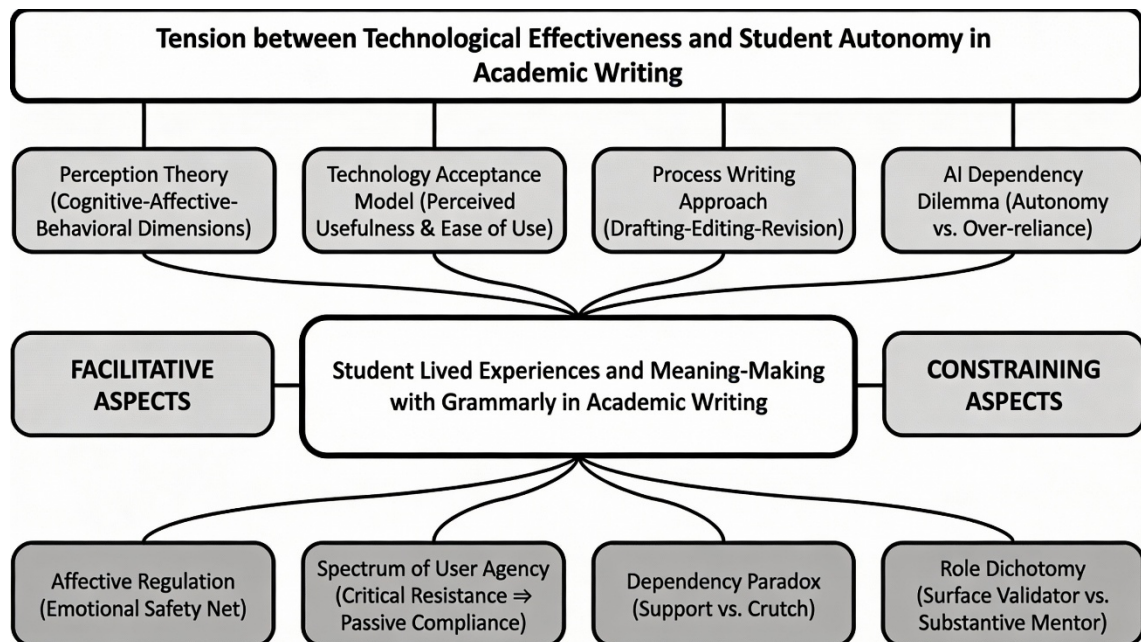 Tension between Technological Effectiveness and Student Autonomy in
Academic Writing
Perception Theory
(Cognitive-Affective-
Behavioral Dimensions)
Technology Acceptance
Model (Perceived
Usefulness & Ease of Use)
Process Writing
Approach
(Drafting-Editing-Revision)
AI Dependency
Dilemma (Autonomy
vs. Over-reliance)
FACILITATIVE
ASPECTS
Student Lived Experiences and Meaning-Making
with Grammarly in Academic Writing
CONSTRAINING
ASPECTS
Affective Regulation
(Emotional Safety Net)
Spectrum of User Agency
(Critical Resistance ⇒
Passive Compliance)
Dependency Paradox
(Support vs. Crutch)
Role Dichotomy
(Surface Validator vs.
Substantive Mentor)